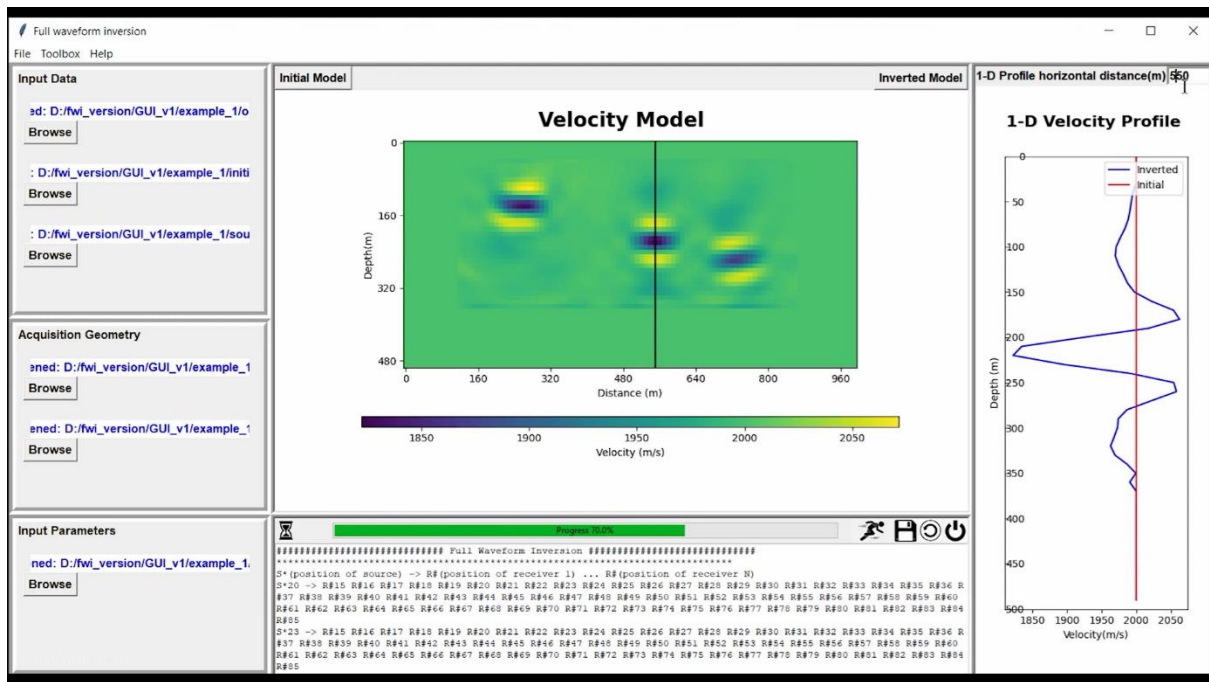 Full waveform inversion
File Toolbox Help
Input Data
ed: D:/fwi_version/GUI_v1/example_1/o
Browse
: D:/fwi_version/GUI_v1/example_1/initi
Browse
: D:/fwi_version/GUI_v1/example_1/sou
Browse
Acquisition Geometry
ened: D:/fwi_version/GUI_v1/example_1
Browse
ened: D:/fwi_version/GUI_v1/example_1
Browse
Input Parameters
ned: D:/fwi_version/GUI_v1/example_1.
Browse
Initial Model
Inverted Model
Velocity Model
0
160
320
480
Depth(m)
0 160 320 480 640 800 960
Distance (m)
1850 1900 1950 2000 2050
Velocity (m/s)
Progress 70.0%
############################# Full Waveform Inversion #############################
S*(position of source) -> R#(position of receiver 1) ... R#(position of receiver N)
S*20 -> R#15 R#16 R#17 R#18 R#19 R#20 R#21 R#22 R#23 R#24 R#25 R#26 R#27 R#28 R#29 R#30 R#31 R#32 R#33 R#34 R#35 R#36 R
#37 R#38 R#39 R#40 R#41 R#42 R#43 R#44 R#45 R#46 R#47 R#48 R#49 R#50 R#51 R#52 R#53 R#54 R#55 R#56 R#57 R#58 R#59 R#60
R#61 R#62 R#63 R#64 R#65 R#66 R#67 R#68 R#69 R#70 R#71 R#72 R#73 R#74 R#75 R#76 R#77 R#78 R#79 R#80 R#81 R#82 R#83 R#84
R#85
S*23 -> R#15 R#16 R#17 R#18 R#19 R#20 R#21 R#22 R#23 R#24 R#25 R#26 R#27 R#28 R#29 R#30 R#31 R#32 R#33 R#34 R#35 R#36 R
#37 R#38 R#39 R#40 R#41 R#42 R#43 R#44 R#45 R#46 R#47 R#48 R#49 R#50 R#51 R#52 R#53 R#54 R#55 R#56 R#57 R#58 R#59 R#60
R#61 R#62 R#63 R#64 R#65 R#66 R#67 R#68 R#69 R#70 R#71 R#72 R#73 R#74 R#75 R#76 R#77 R#78 R#79 R#80 R#81 R#82 R#83 R#84
R#85
1-D Profile horizontal distance(m) 550
1-D Velocity Profile
Inverted
Initial
0
50
100
150
200
250
300
350
400
450
500
Depth (m)
1850 1900 1950 2000 2050
Velocity(m/s)